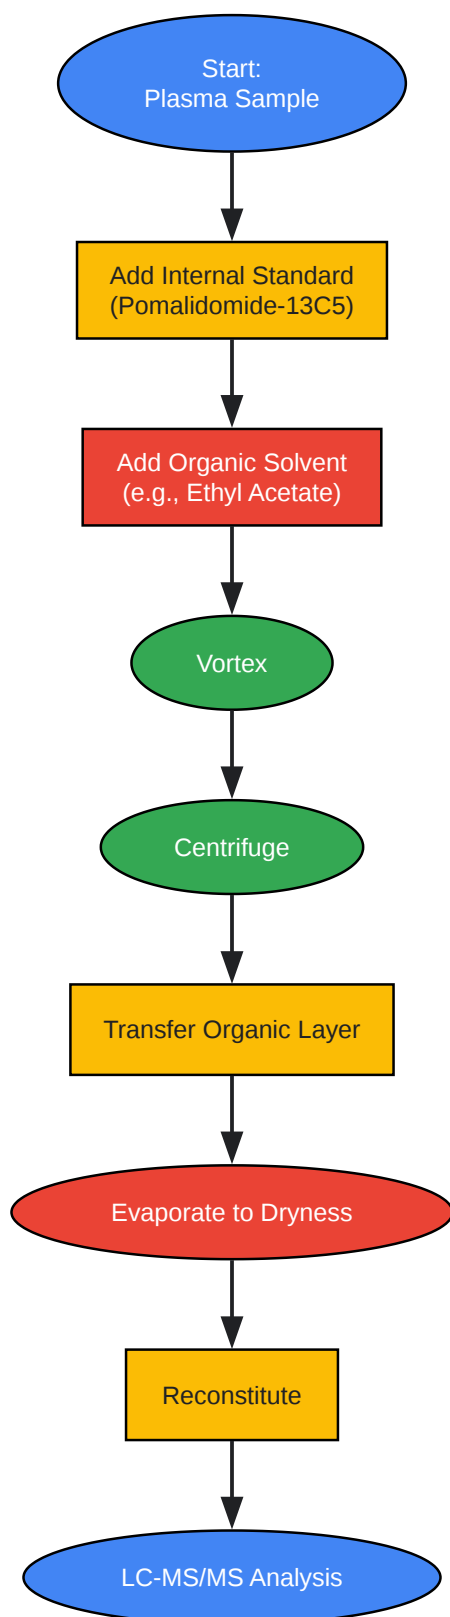 Start:
Plasma Sample
Add Internal Standard
(Pomalidomide-13C5)
Add Organic Solvent
(e.g., Ethyl Acetate)
Vortex
Centrifuge
Transfer Organic Layer
Evaporate to Dryness
Reconstitute
LC-MS/MS Analysis